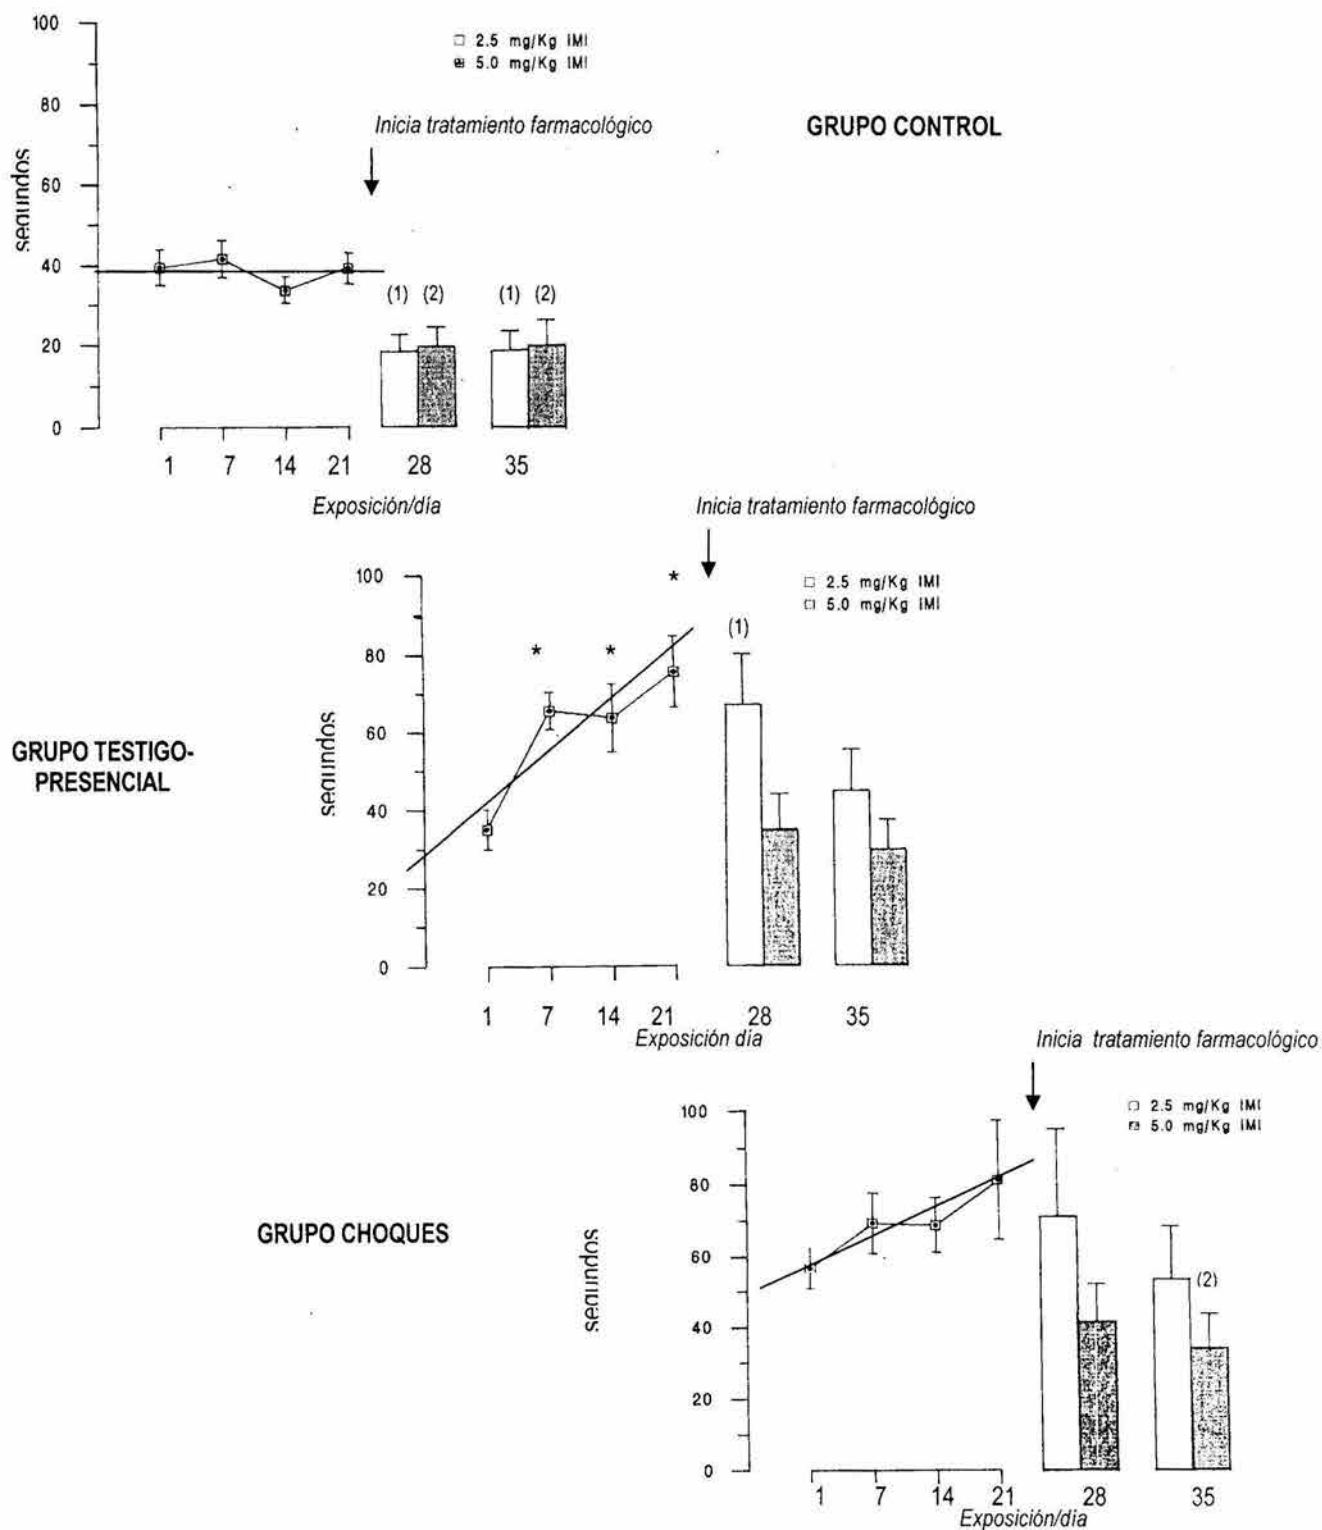 100
□ 2.5 mg/Kg IMI
▣ 5.0 mg/Kg IMI
80
Inicia tratamiento farmacológico
GRUPO CONTROL
segundos
60
40
(1) (2) (1) (2)
20
0
1 7 14 21 28 35
Exposición/día
Inicia tratamiento farmacológico
100
*
□ 2.5 mg/Kg IMI
□ 5.0 mg/Kg IMI
(1)
80
* *
60
GRUPO TESTIGO-
PRESENCIAL
segundos
40
20
0
1 7 14 21 28 35
Exposición día
Inicia tratamiento farmacológico
100
□ 2.5 mg/Kg IMI
▣ 5.0 mg/Kg IMI
80
GRUPO CHOQUES
segundos
60
(2)
40
20
0
1 7 14 21 28 35
Exposición/día